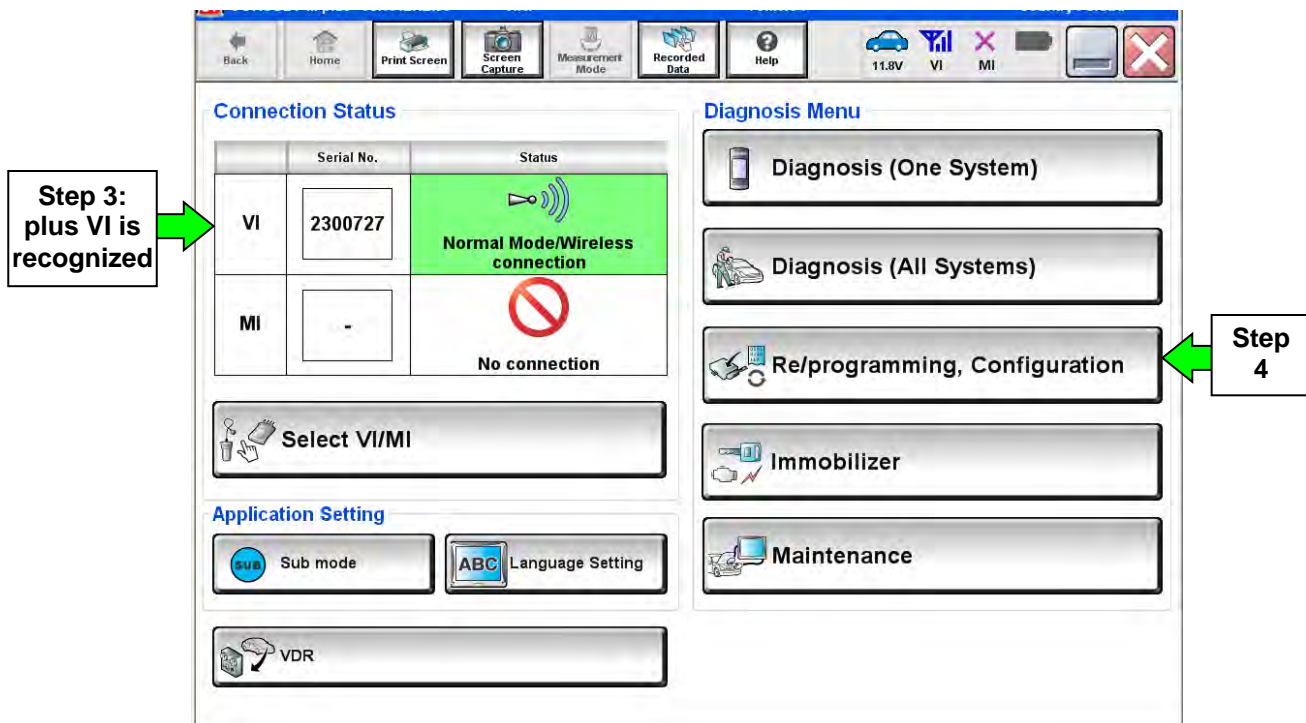 Back
Home
Print Screen
Screen
Capture
Measurement
Mode
Recorded
Data
Help
11.8V
VI
MI
Connection Status
Serial No.
Status
VI
2300727
Normal Mode/Wireless
connection
MI
-
No connection
Select VI/MI
Application Setting
SUB
Sub mode
ABC
Language Setting
VDR
Diagnosis Menu
Diagnosis (One System)
Diagnosis (All Systems)
Re/programming, Configuration
Immobilizer
Maintenance
Step 3:
plus VI is
recognized
Step
4